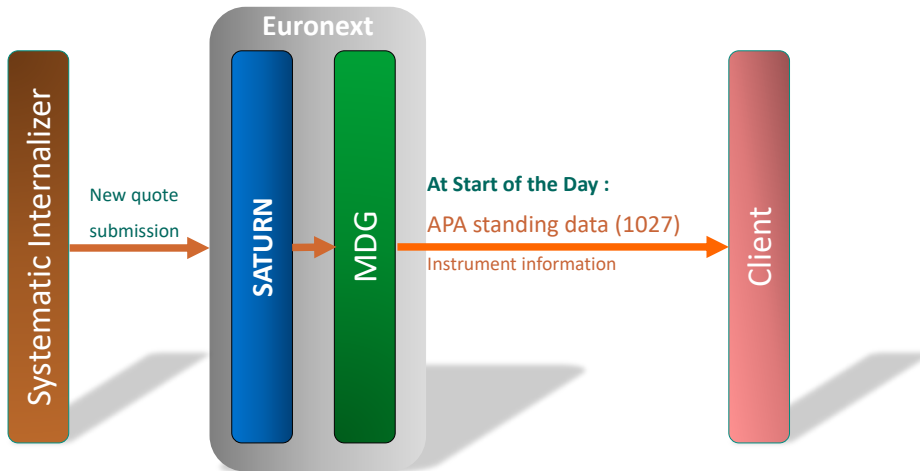 Euronext
Systematic Internalizer
New quote
submission
SATURN
MDG
At Start of the Day :
APA standing data (1027)
Instrument information
Client